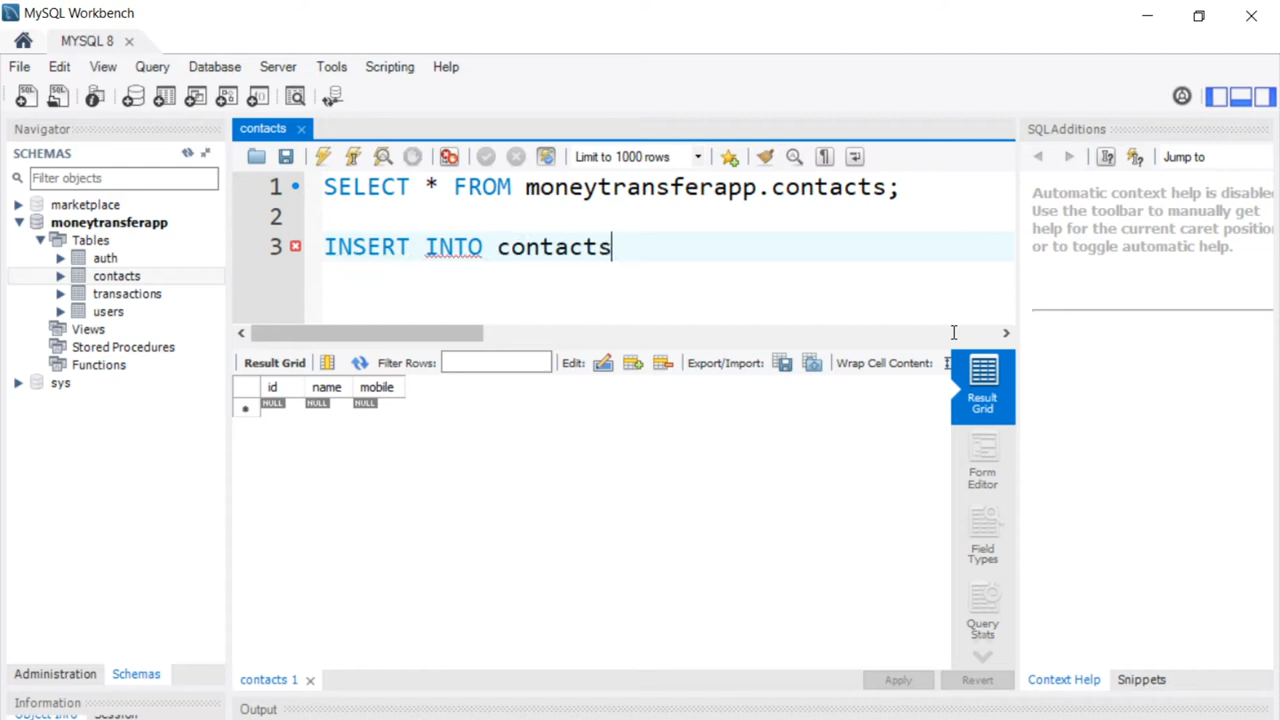 MySQL Workbench
MYSQL 8
File Edit View Query Database Server Tools Scripting Help
Navigator
SCHEMAS
Filter objects
marketplace
moneytransferapp
Tables
auth
contacts
transactions
users
Views
Stored Procedures
Functions
sys
Administration Schemas
Information
Object Info Session
contacts
Limit to 1000 rows
1 SELECT * FROM moneytransferapp.contacts;
2
3 INSERT INTO contacts
Result Grid Filter Rows: Edit: Export/Import: Wrap Cell Content:
id name mobile
NULL NULL NULL
Result
Grid
Form
Editor
Field
Types
Query
Stats
contacts 1 Apply Revert
Output
SQLAdditions
Jump to
Automatic context help is disable
Use the toolbar to manually get
help for the current caret positio
or to toggle automatic help.
Context Help Snippets